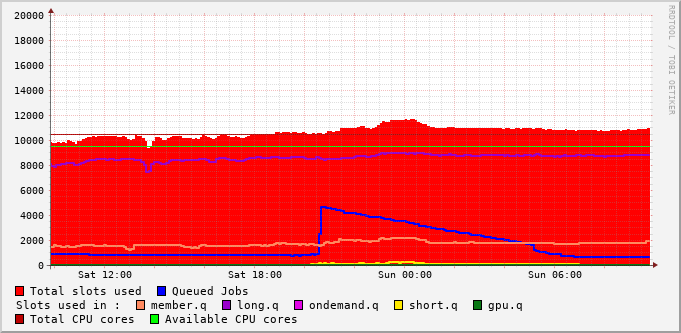 RRDTOOL / TOBI OETIKER
20000
18000
16000
14000
12000
10000
8000
6000
4000
2000
0
Sat 12:00 Sat 18:00 Sun 00:00 Sun 06:00
Total slots used Queued Jobs
Slots used in : member.q long.q ondemand.q short.q gpu.q
Total CPU cores Available CPU cores